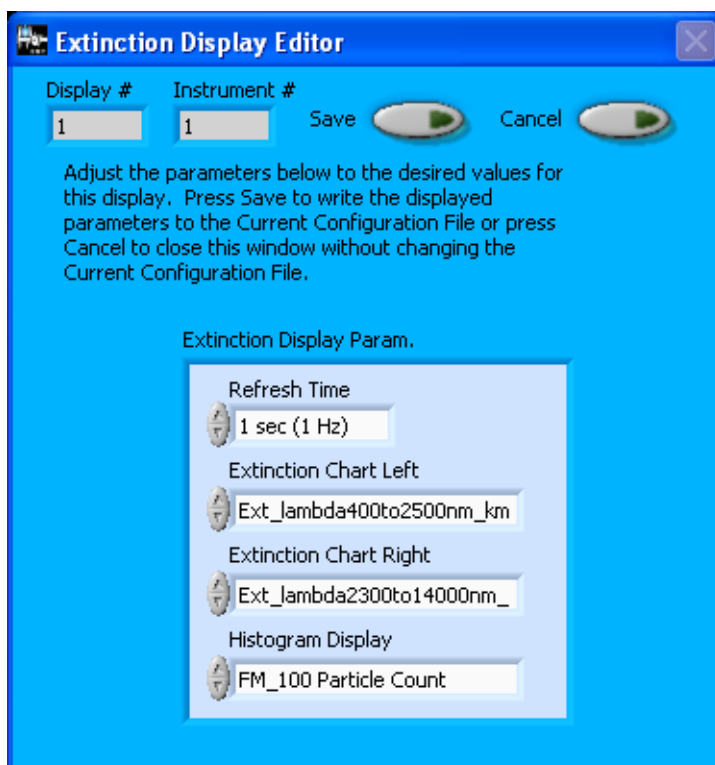 Extinction Display Editor
Display # Instrument #
1 1 Save Cancel
Adjust the parameters below to the desired values for
this display. Press Save to write the displayed
parameters to the Current Configuration File or press
Cancel to close this window without changing the
Current Configuration File.
Extinction Display Param.
Refresh Time
1 sec (1 Hz)
Extinction Chart Left
Ext_lambda400to2500nm_km
Extinction Chart Right
Ext_lambda2300to14000nm_
Histogram Display
FM_100 Particle Count